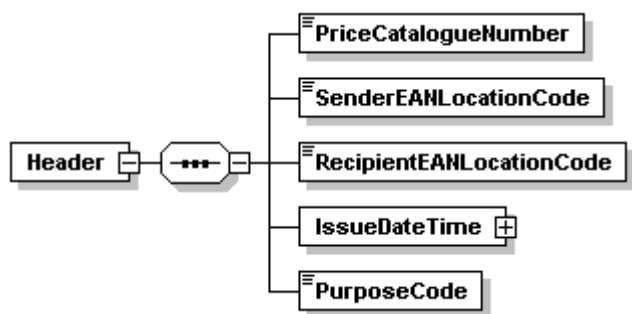 PriceCatalogueNumber
SenderEANLocationCode
Header
RecipientEANLocationCode
IssueDateTime
PurposeCode